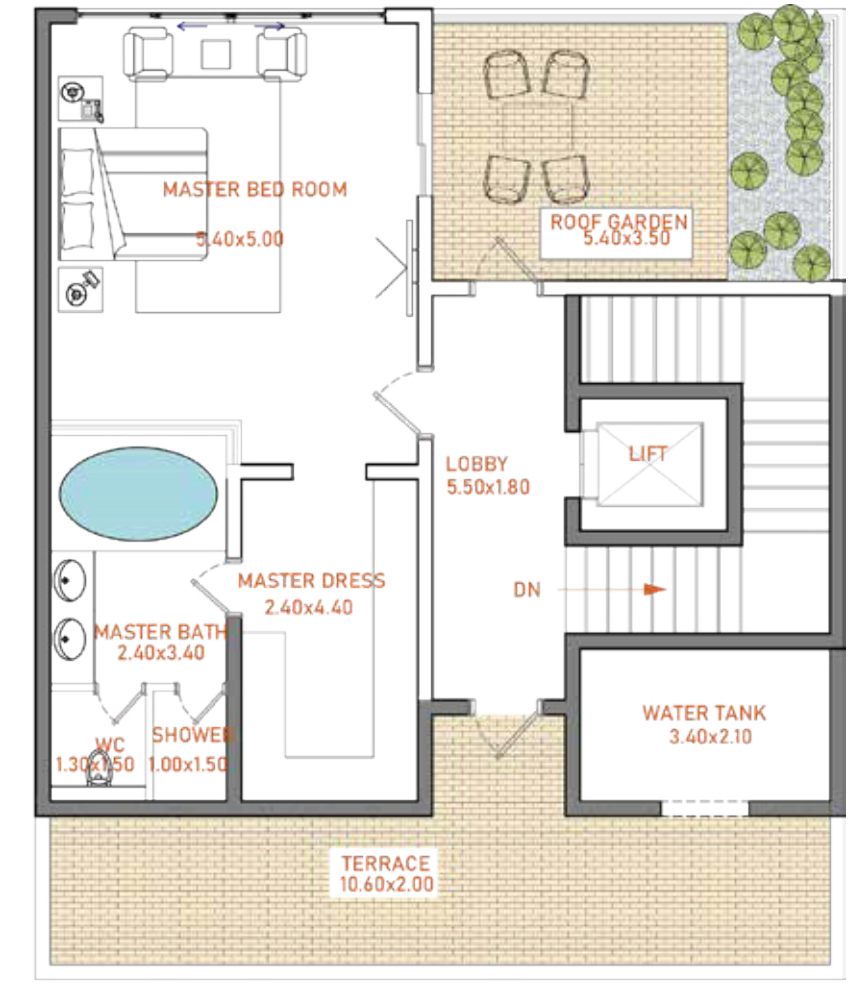 MASTER BED ROOM
5.40x5.00
ROOF GARDEN
5.40x3.50
LOBBY
5.50x1.80
LIFT
DN
MASTER DRESS
2.40x4.40
MASTER BATH
2.40x3.40
WC
1.30x1.50
SHOWER
1.00x1.50
WATER TANK
3.40x2.10
TERRACE
10.60x2.00